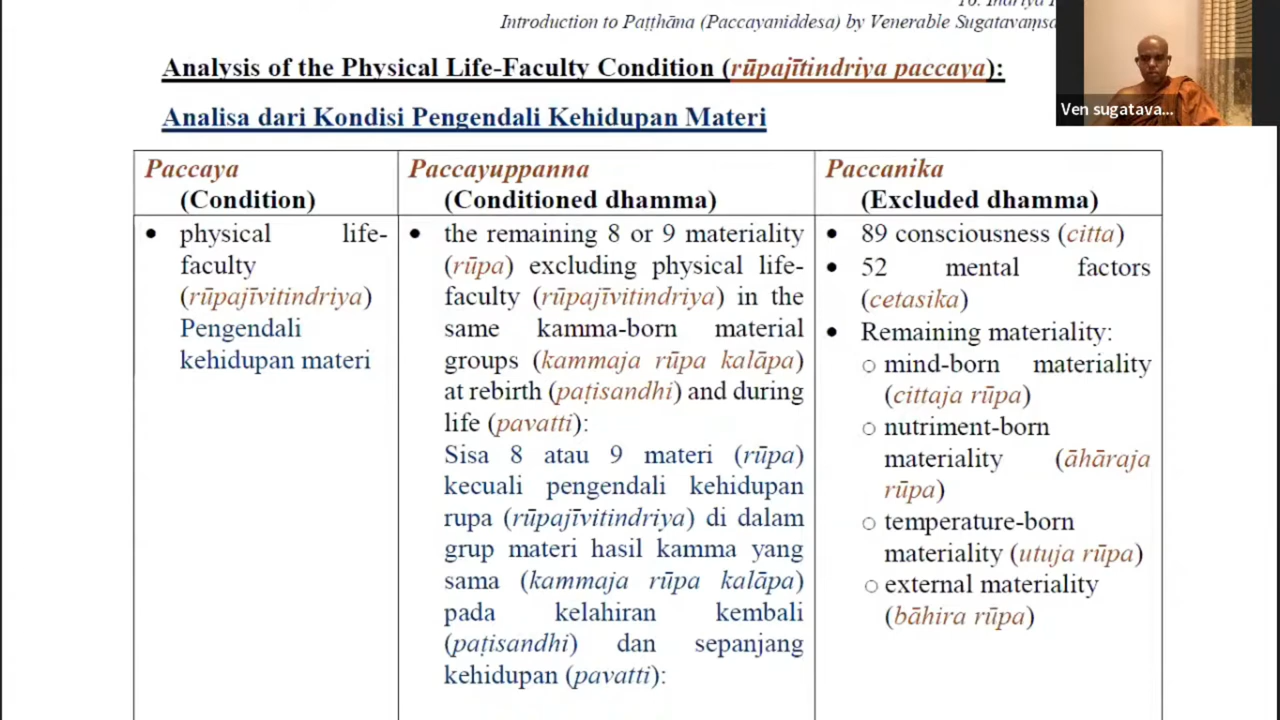 10. Indriya
Introduction to Paṭṭhāna (Paccayaniddesa) by Venerable Sugatavaṃsa
Analysis of the Physical Life-Faculty Condition (rūpajītindriya paccaya):
Analisa dari Kondisi Pengendali Kehidupan Materi
Ven sugatava...
Paccaya
(Condition)
Paccayuppanna
(Conditioned dhamma)
Paccanika
(Excluded dhamma)
• physical life-
faculty
(rūpajīvitindriya)
Pengendali
kehidupan materi
• the remaining 8 or 9 materiality
(rūpa) excluding physical life-
faculty (rūpajīvitindriya) in the
same kamma-born material
groups (kammaja rūpa kalāpa)
at rebirth (paṭisandhi) and during
life (pavatti):
Sisa 8 atau 9 materi (rūpa)
kecuali pengendali kehidupan
rupa (rūpajīvitindriya) di dalam
grup materi hasil kamma yang
sama (kammaja rūpa kalāpa)
pada kelahiran kembali
(paṭisandhi) dan sepanjang
kehidupan (pavatti):
• 89 consciousness (citta)
• 52 mental factors
(cetasika)
• Remaining materiality:
○ mind-born materiality
(cittaja rūpa)
○ nutriment-born
materiality (āhāraja
rūpa)
○ temperature-born
materiality (utuja rūpa)
○ external materiality
(bāhira rūpa)